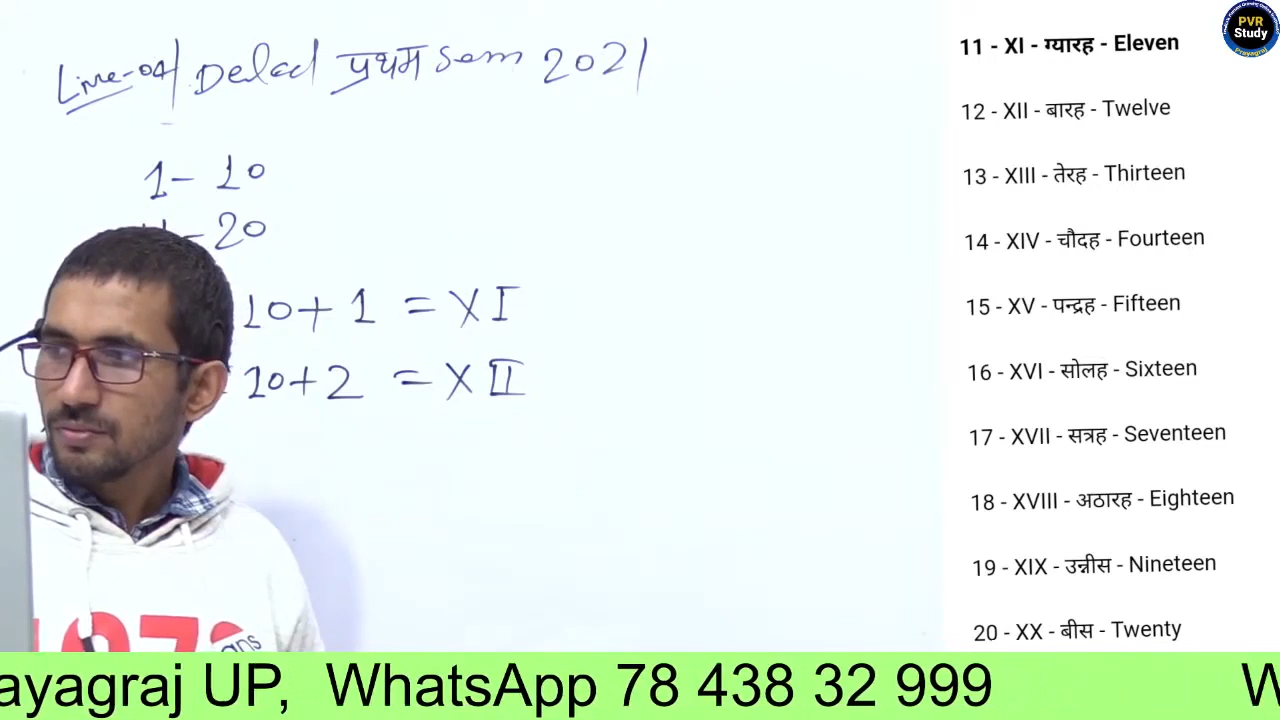 Live-04 Deled प्रथम Sem 2021
1- 10
- 20
10+ 1 = XI
10+2 = XII
11 - XI - ग्यारह - Eleven
12 - XII - बारह - Twelve
13 - XIII - तेरह - Thirteen
14 - XIV - चौदह - Fourteen
15 - XV - पन्द्रह - Fifteen
16 - XVI - सोलह - Sixteen
17 - XVII - सत्रह - Seventeen
18 - XVIII - अठारह - Eighteen
19 - XIX - उन्नीस - Nineteen
20 - XX - बीस - Twenty
PVR
Study
Prayagraj
ans
ayagraj UP, WhatsApp 78 438 32 999 W